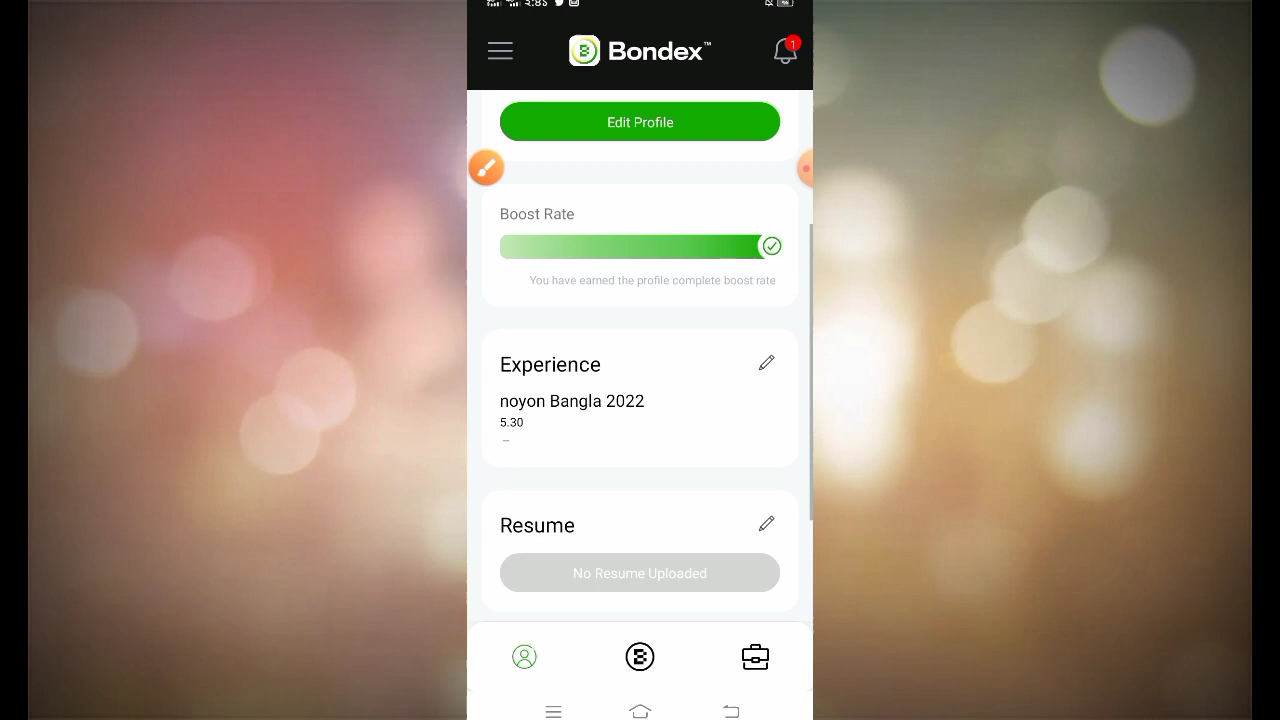 Bondex™
1
Edit Profile
Boost Rate
You have earned the profile complete boost rate
Experience
noyon Bangla 2022
5.30
--
Resume
No Resume Uploaded